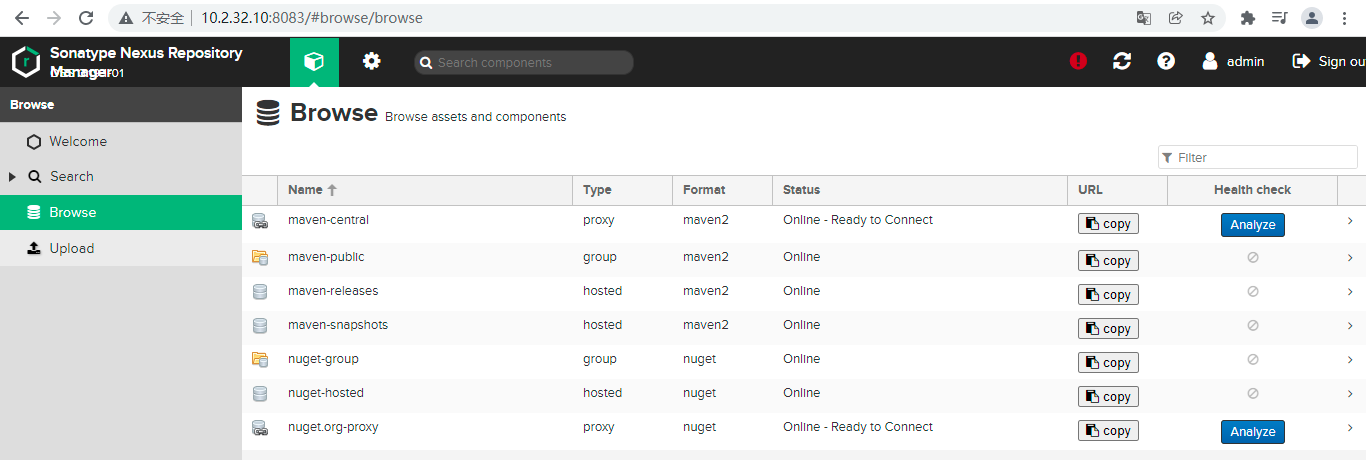 不安全 10.2.32.10:8083/#browse/browse
Sonatype Nexus Repository
Manager
admin
Sign ou
Search components
Browse
Welcome
Search
Browse
Upload
Browse Browse assets and components
Filter
Name Type Format Status URL Health check
maven-central proxy maven2 Online - Ready to Connect copy Analyze
maven-public group maven2 Online copy
maven-releases hosted maven2 Online copy
maven-snapshots hosted maven2 Online copy
nuget-group group nuget Online copy
nuget-hosted hosted nuget Online copy
nuget.org-proxy proxy nuget Online - Ready to Connect copy Analyze